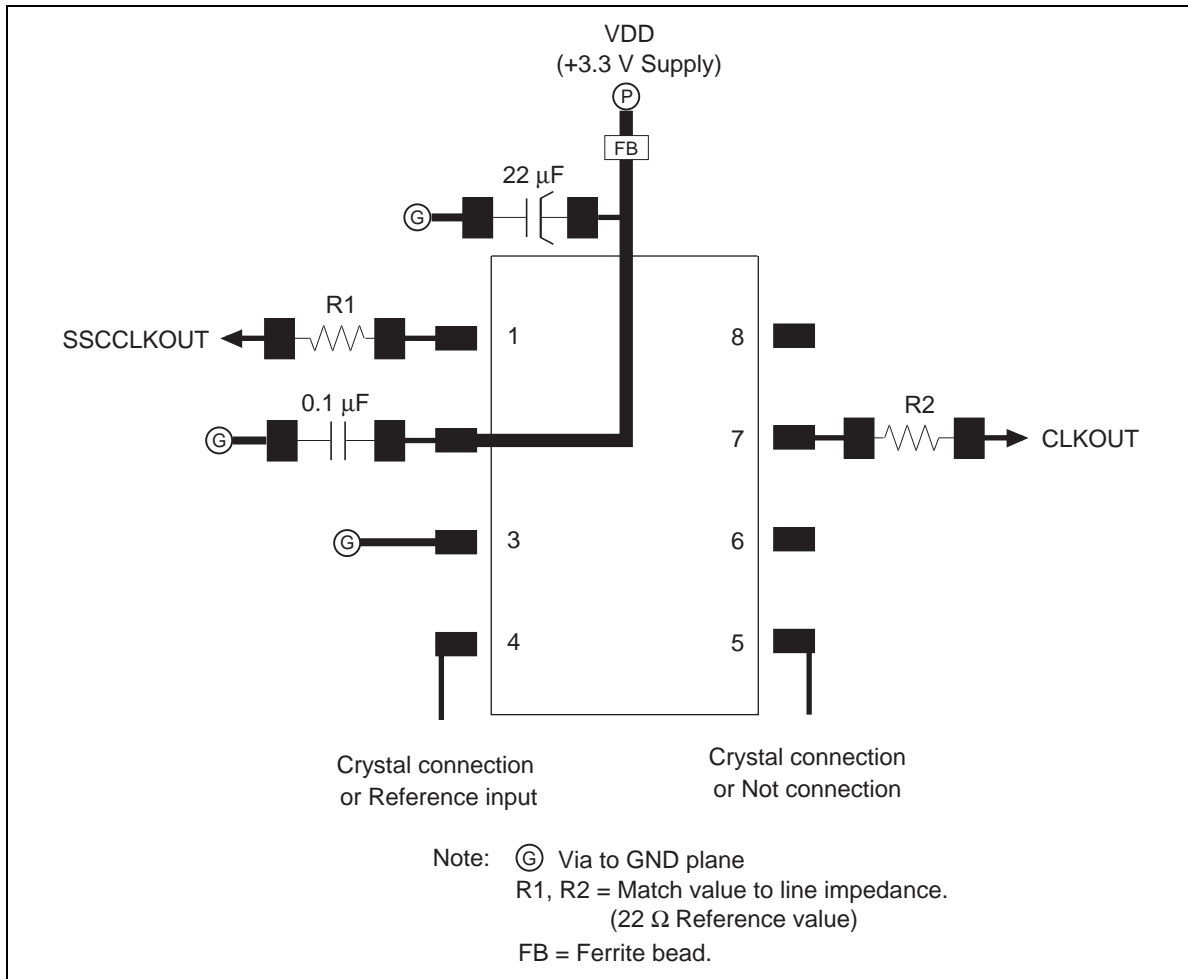 VDD
(+3.3 V Supply)
P
FB
22 μF
G
R1
1
8
SSCCLKOUT
0.1 μF
R2
G
7
CLKOUT
G
3
6
4
5
Crystal connection
or Reference input
Crystal connection
or Not connection
Note: G Via to GND plane
R1, R2 = Match value to line impedance.
(22 Ω Reference value)
FB = Ferrite bead.